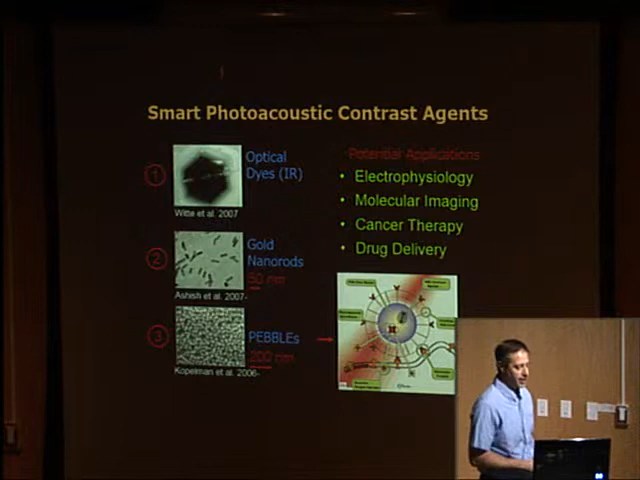 Smart Photoacoustic Contrast Agents
1
Optical
Dyes (IR)
Witte et al. 2007
2
Gold
Nanorods
50 nm
Ashish et al. 2007-
3
PEBBLEs
200 nm
Kopelman et al. 2006-
Potential Applications
• Electrophysiology
• Molecular Imaging
• Cancer Therapy
• Drug Delivery